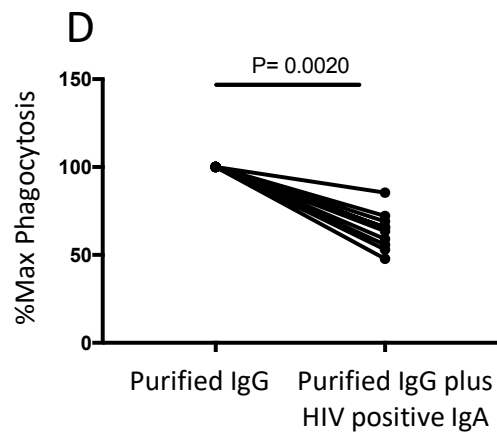 D
P= 0.0020
%Max Phagocytosis
150
100
50
0
Purified IgG
Purified IgG plus
HIV positive IgA